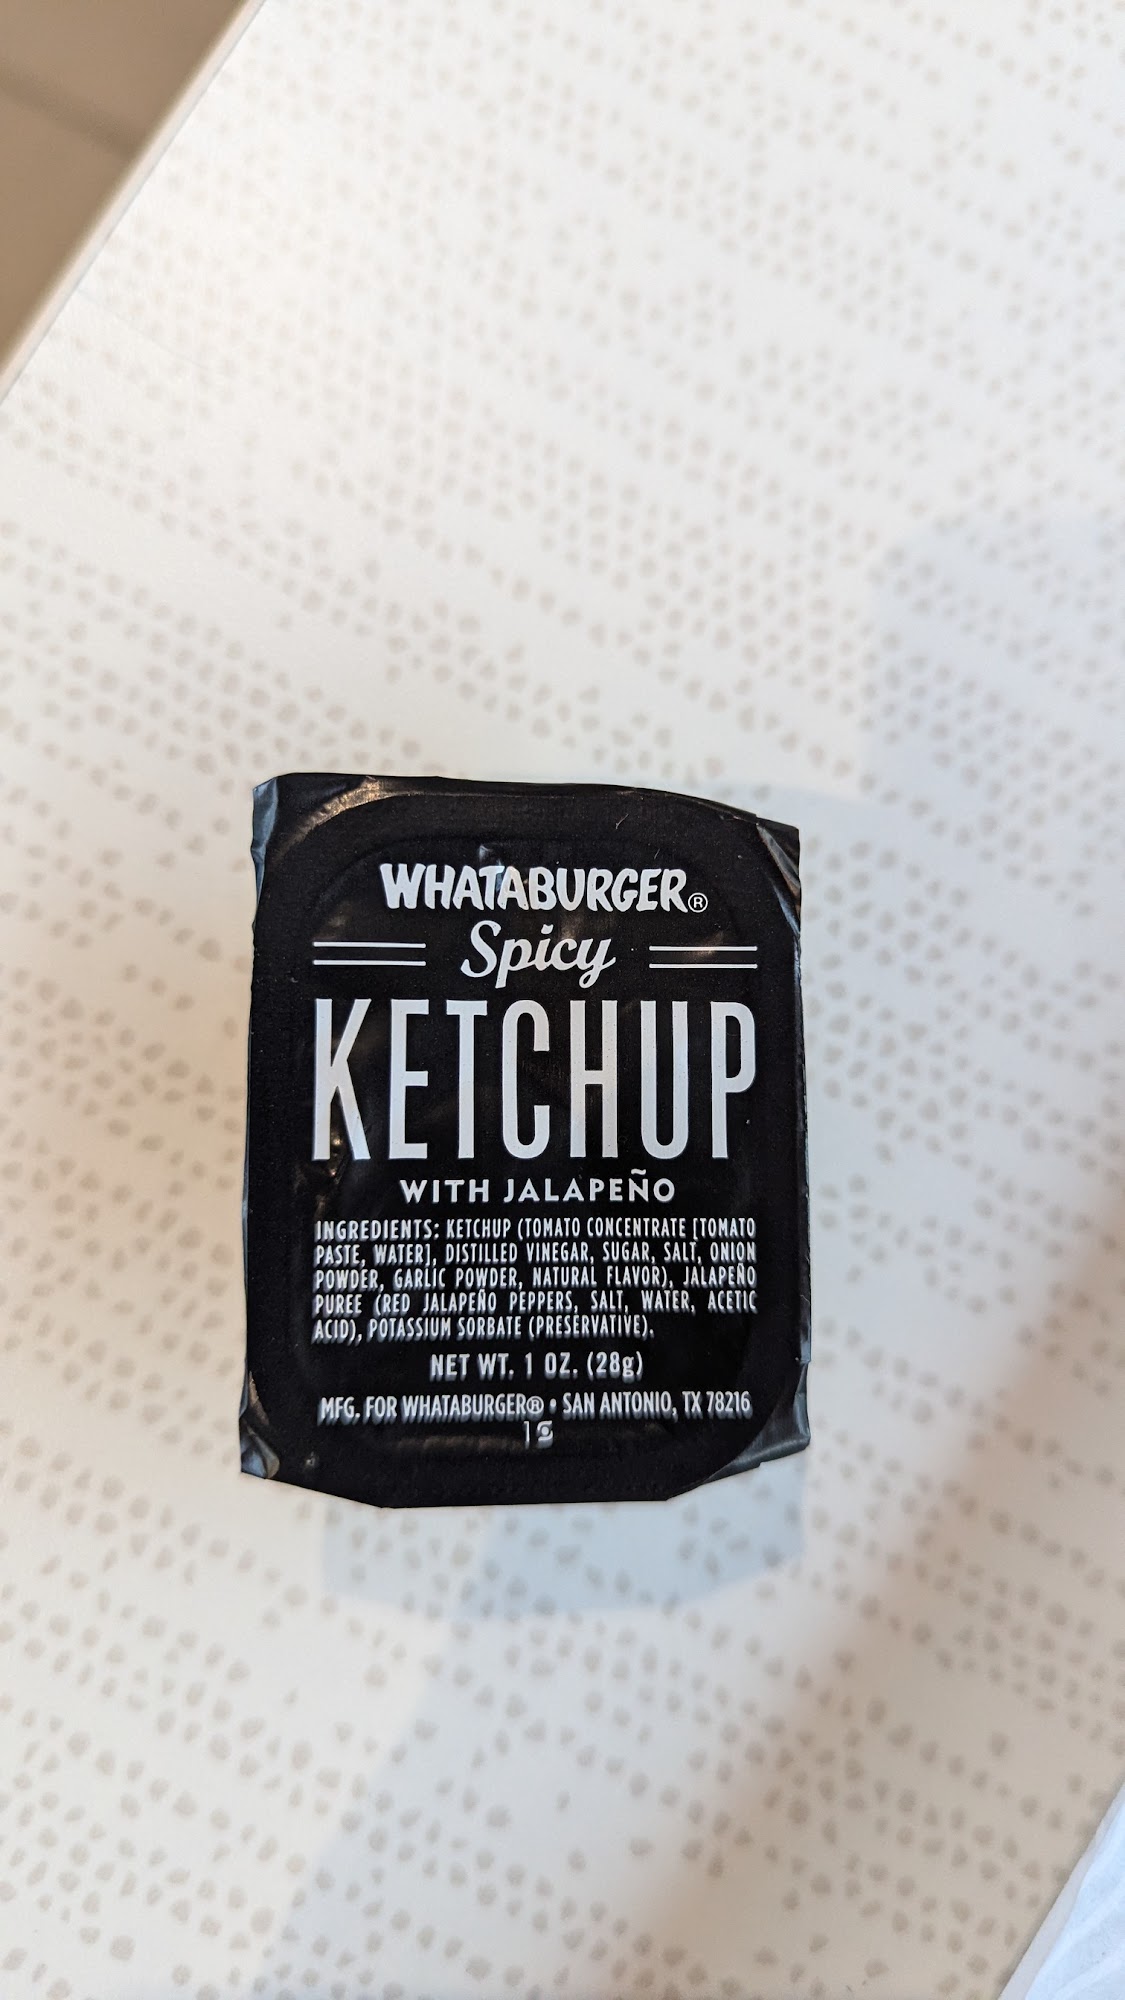 WHATABURGER®
Spicy
KETCHUP
WITH JALAPEÑO
INGREDIENTS: KETCHUP (TOMATO CONCENTRATE [TOMATO
PASTE, WATER], DISTILLED VINEGAR, SUGAR, SALT, ONION
POWDER, GARLIC POWDER, NATURAL FLAVOR), JALAPEÑO
PUREE (RED JALAPEÑO PEPPERS, SALT, WATER, ACETIC
ACID), POTASSIUM SORBATE (PRESERVATIVE).
NET WT. 1 OZ. (28g)
MFG. FOR WHATABURGER® • SAN ANTONIO, TX 78216